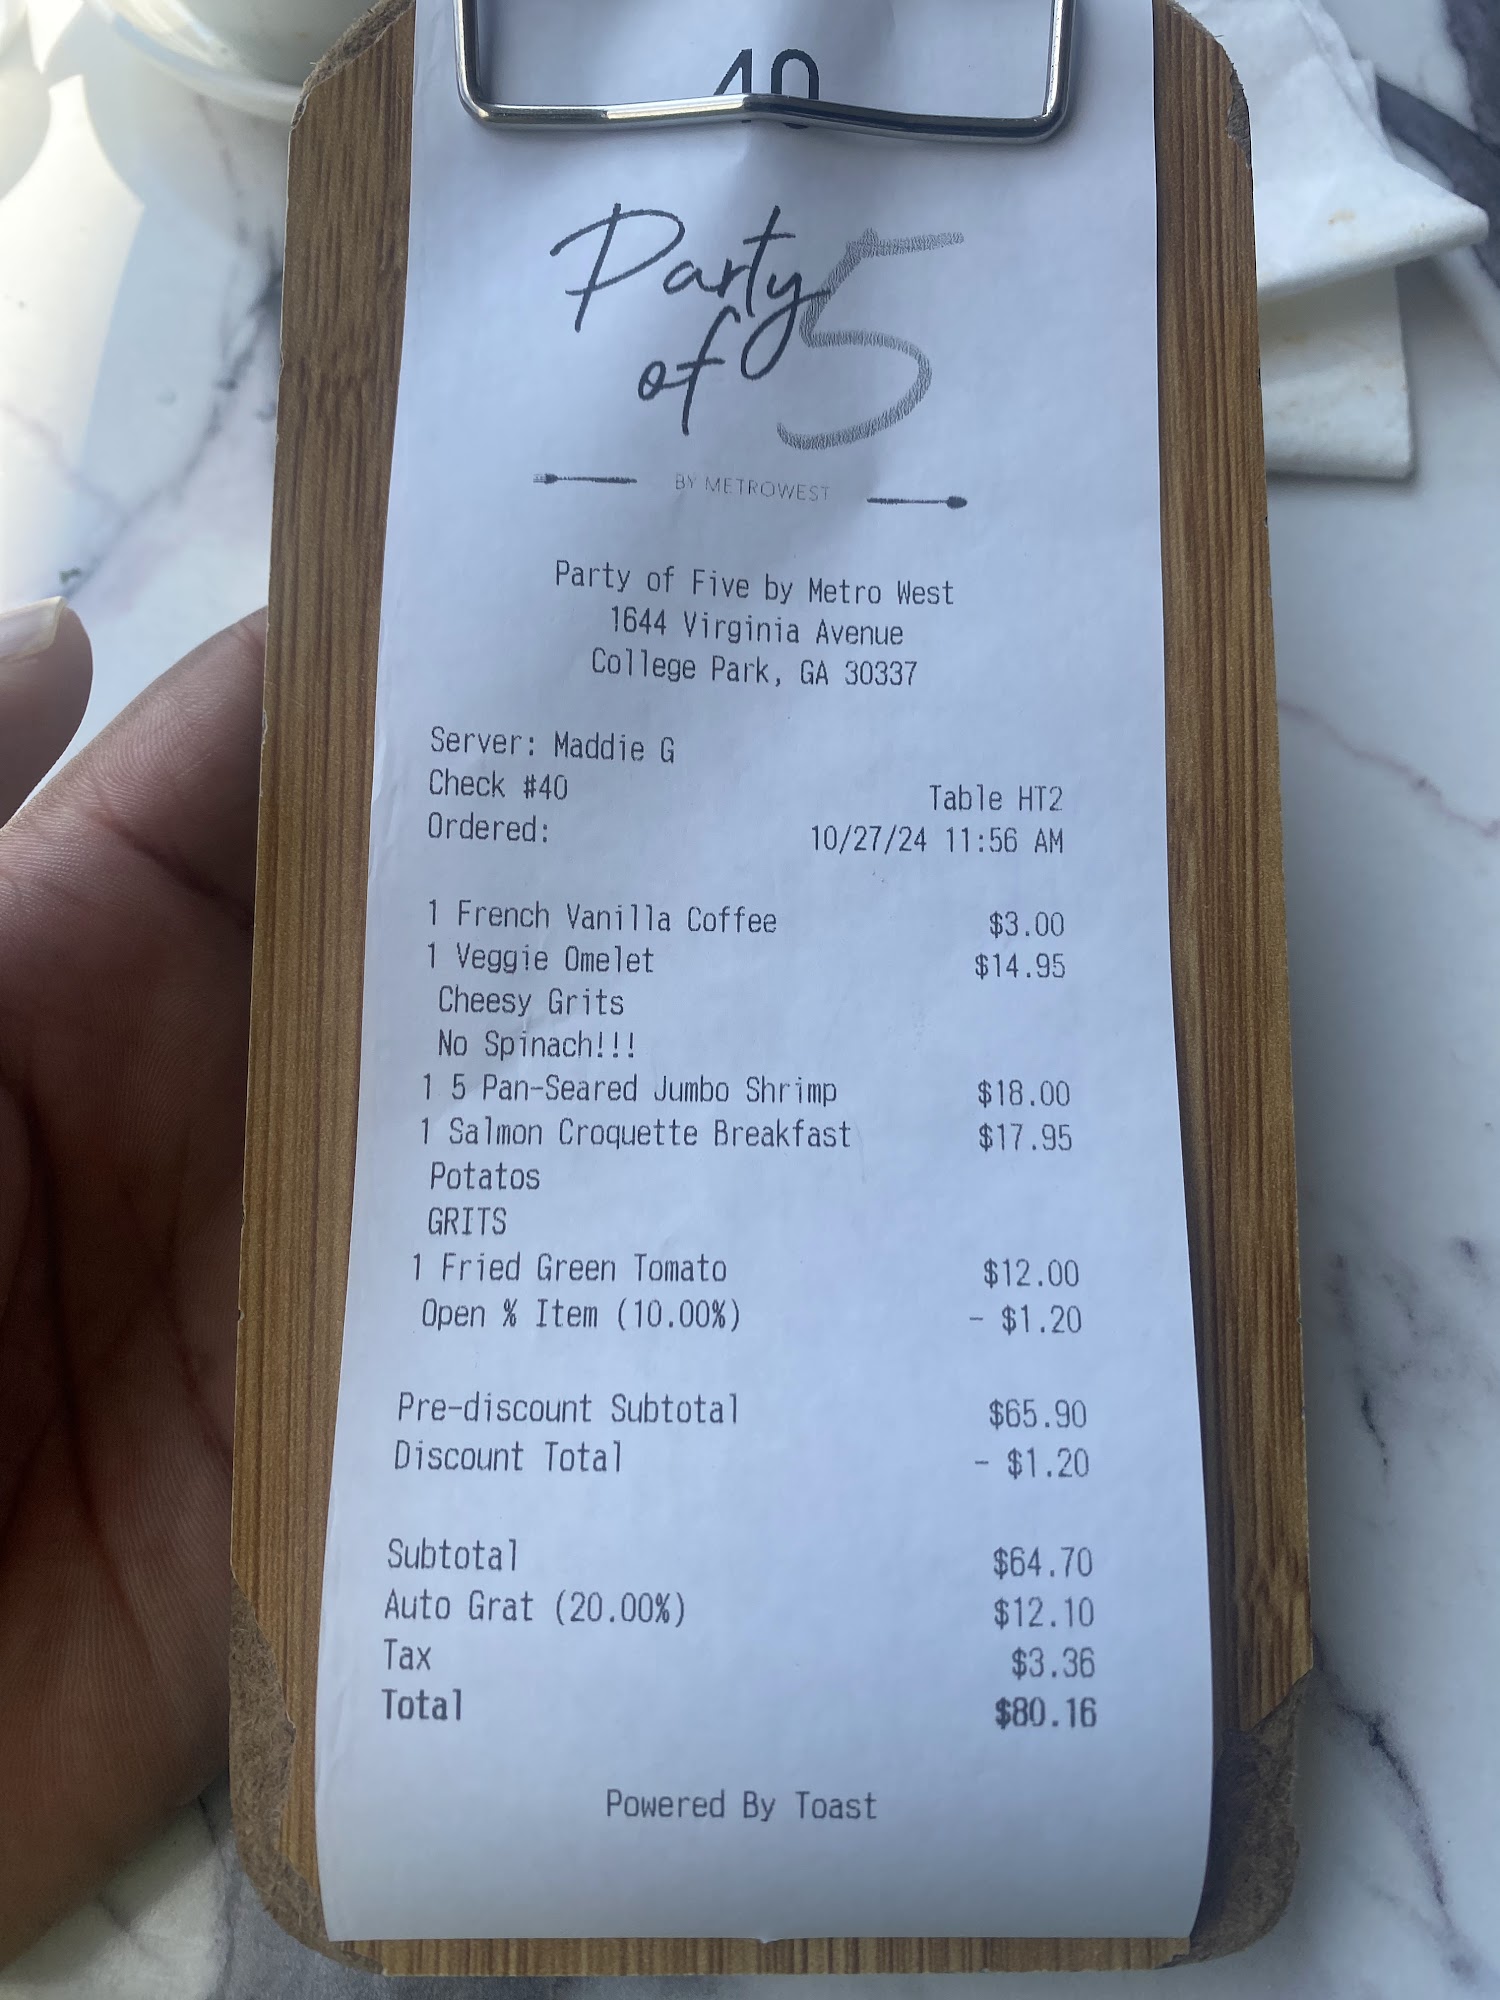 40
Party
of 5
BY METROWEST
Party of Five by Metro West
1644 Virginia Avenue
College Park, GA 30337
Server: Maddie G
Check #40
Table HT2
Ordered: 10/27/24 11:56 AM
1 French Vanilla Coffee $3.00
1 Veggie Omelet $14.95
Cheesy Grits
No Spinach!!!
1 5 Pan-Seared Jumbo Shrimp $18.00
1 Salmon Croquette Breakfast $17.95
Potatos
GRITS
1 Fried Green Tomato $12.00
Open % Item (10.00%) - $1.20
Pre-discount Subtotal $65.90
Discount Total - $1.20
Subtotal $64.70
Auto Grat (20.00%) $12.10
Tax $3.36
Total $80.16
Powered By Toast